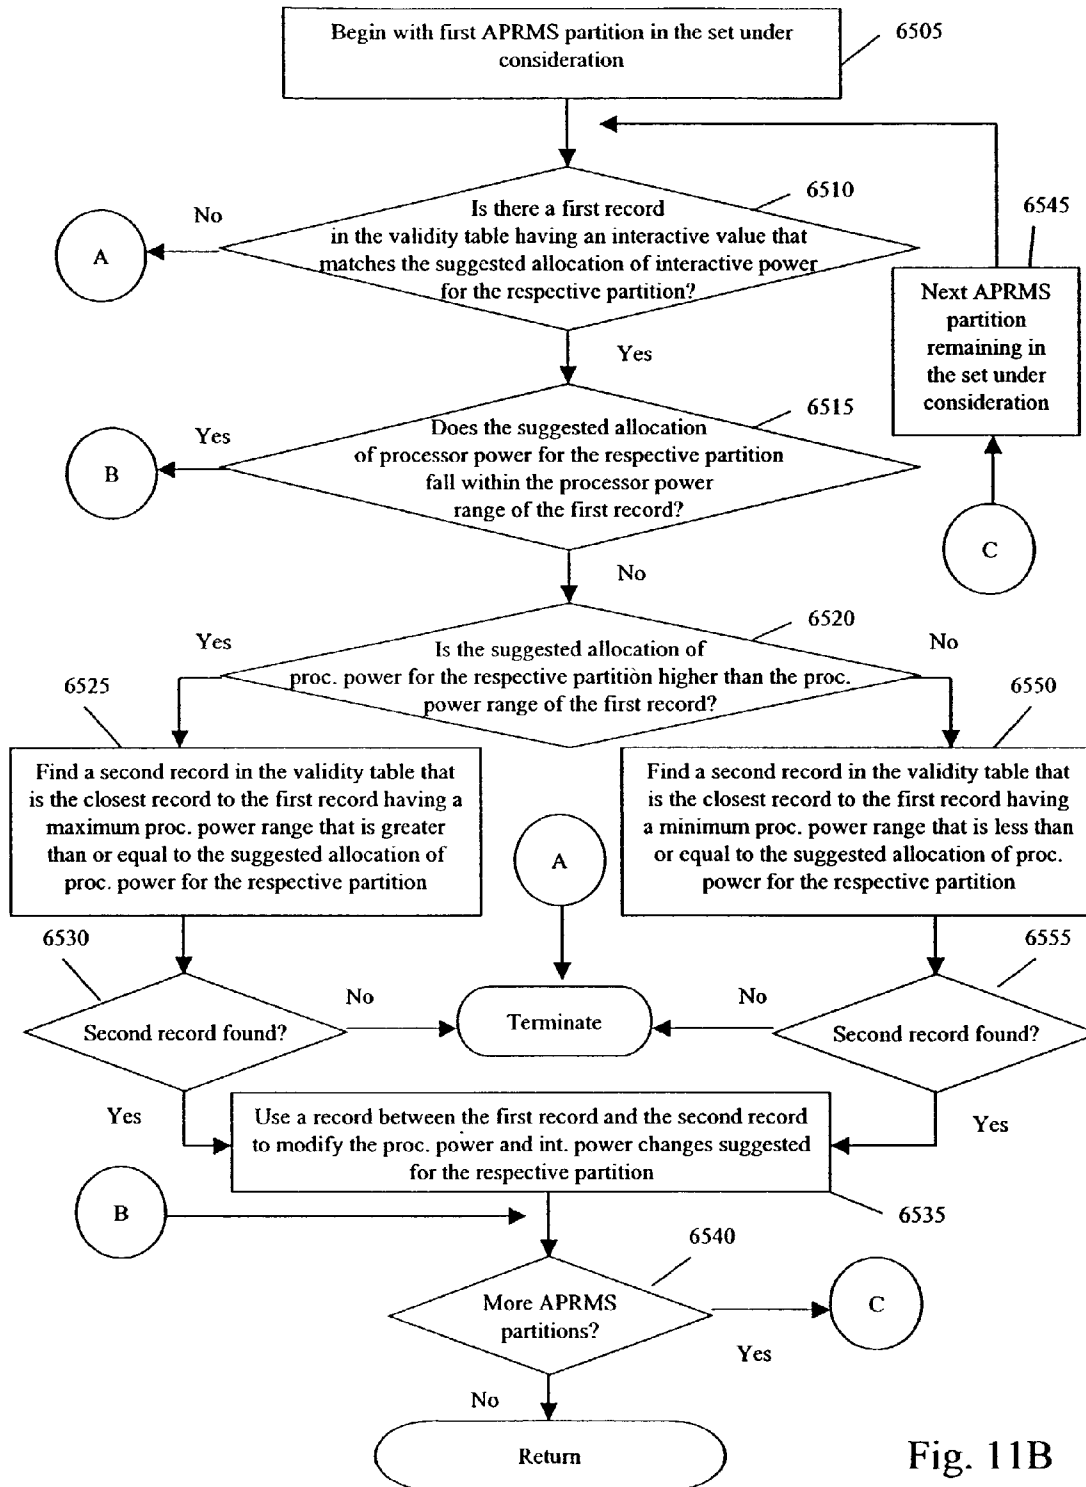 Begin with first APRMS partition in the set under
consideration
6505
6510
No
Is there a first record
in the validity table having an interactive value that
matches the suggested allocation of interactive power
for the respective partition?
A
6545
Next APRMS
partition
remaining in
the set under
consideration
Yes
6515
Yes
Does the suggested allocation
of processor power for the respective partition
fall within the processor power
range of the first record?
B
C
No
6520
Yes
No
Is the suggested allocation of
proc. power for the respective partition higher than the proc.
power range of the first record?
6525
6550
Find a second record in the validity table that
is the closest record to the first record having a
maximum proc. power range that is greater
than or equal to the suggested allocation of
proc. power for the respective partition
Find a second record in the validity table that
is the closest record to the first record having
a minimum proc. power range that is less than
or equal to the suggested allocation of proc.
power for the respective partition
A
6530
6555
No
No
Second record found?
Terminate
Second record found?
Yes
Yes
Use a record between the first record and the second record
to modify the proc. power and int. power changes suggested
for the respective partition
B
6535
6540
More APRMS
partitions?
C
Yes
No
Return
Fig. 11B